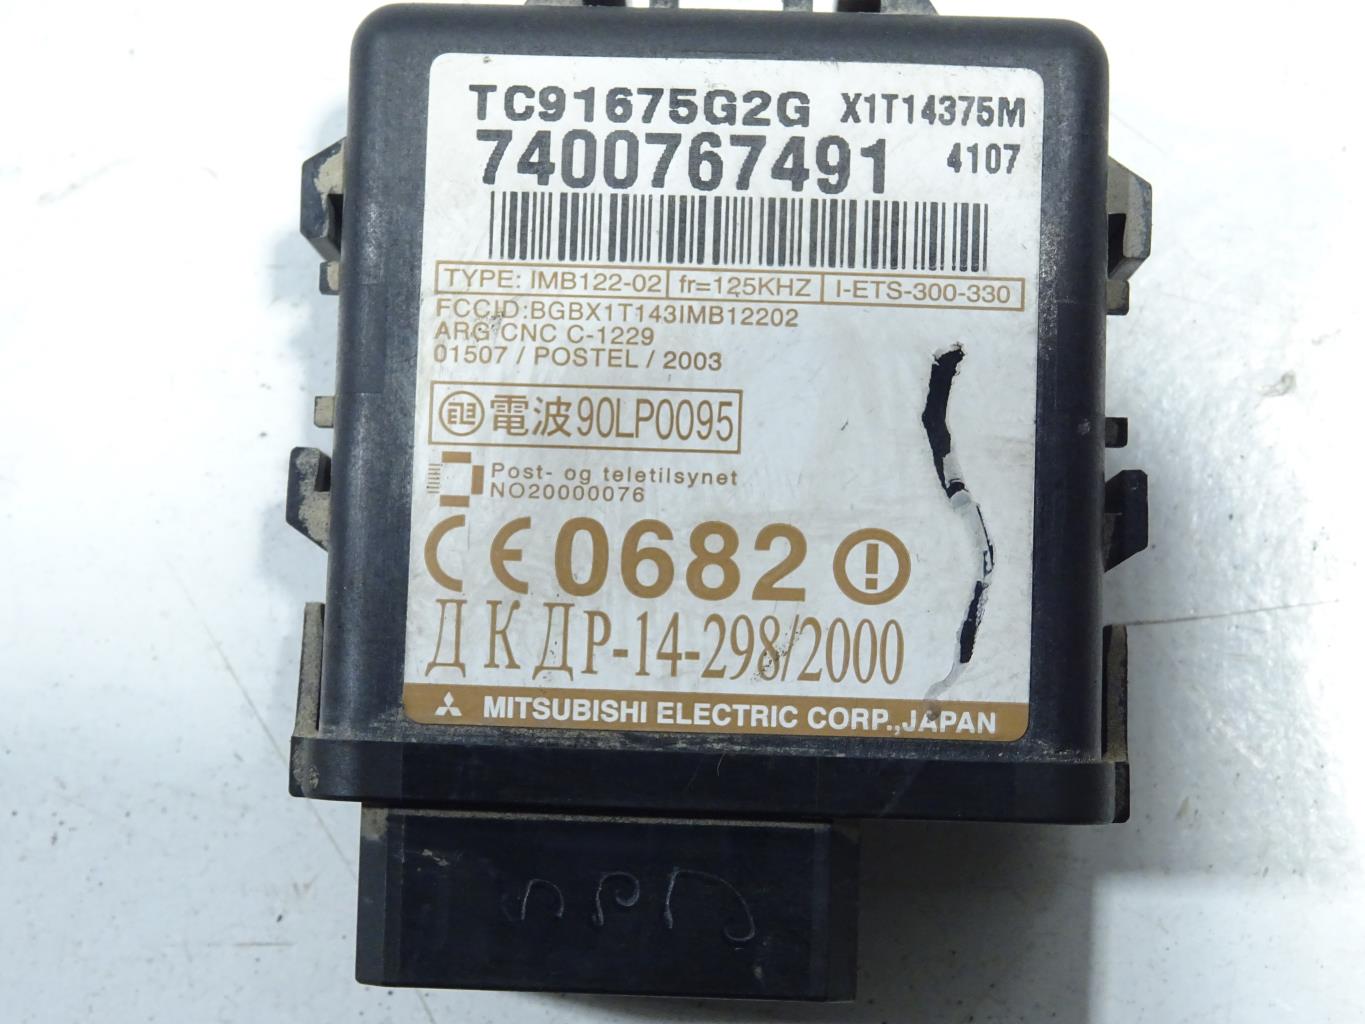 TC91675G2G X1T14375M
7400767491 4107
TYPE: IMB122-02 fr=125KHZ I-ETS-300-330
FCCID:BGBX1T143IMB12202
ARG CNC C-1229
01507 / POSTEL / 2003
電波90LP0095
Post- og teletilsynet
NO20000076
CE 0682
ДКДР-14-298/2000
MITSUBISHI ELECTRIC CORP.,JAPAN